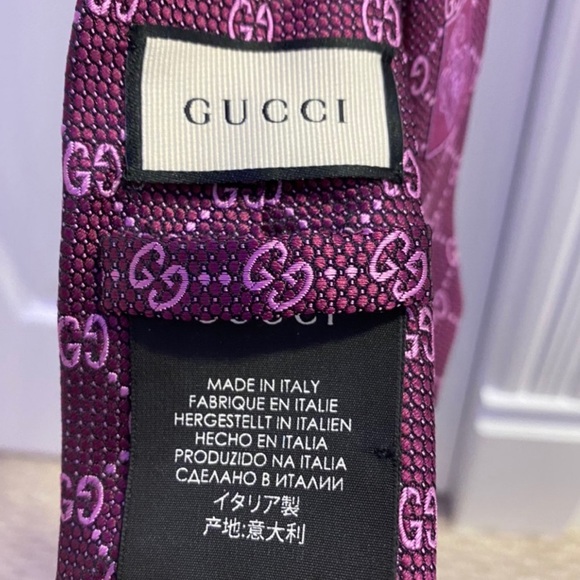 GUCCI
GUCCI
MADE IN ITALY
FABRIQUE EN ITALIE
HERGESTELLT IN ITALIEN
HECHO EN ITALIA
PRODUZIDO NA ITALIA
СДЕЛАНО В ИТАЛИИ
イタリア製
产地:意大利